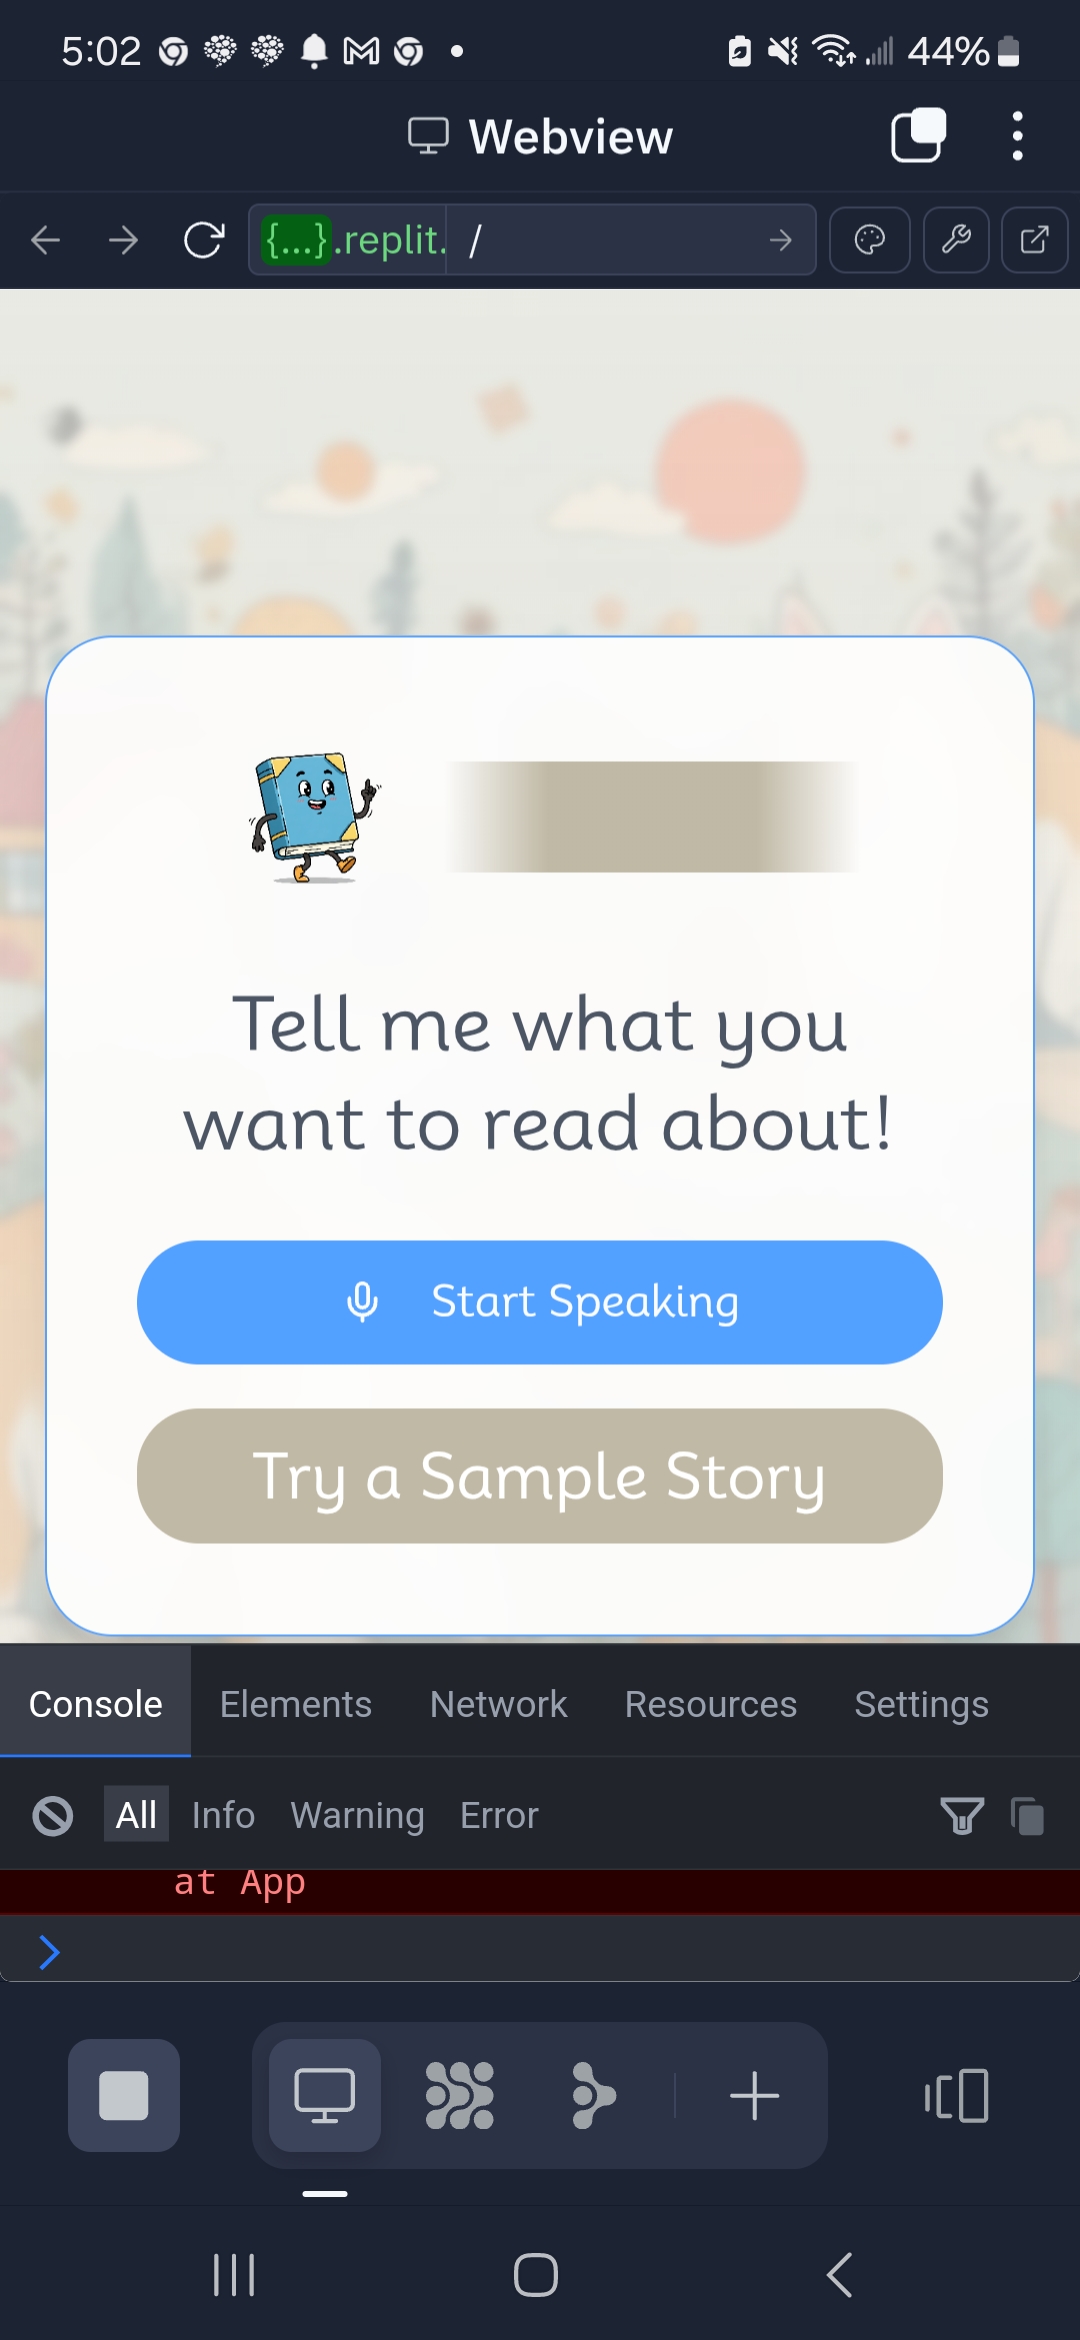 5:02
44%
Webview
{...}.replit. /
Tell me what you
want to read about!
Start Speaking
Try a Sample Story
Console Elements Network Resources Settings
All Info Warning Error
at App